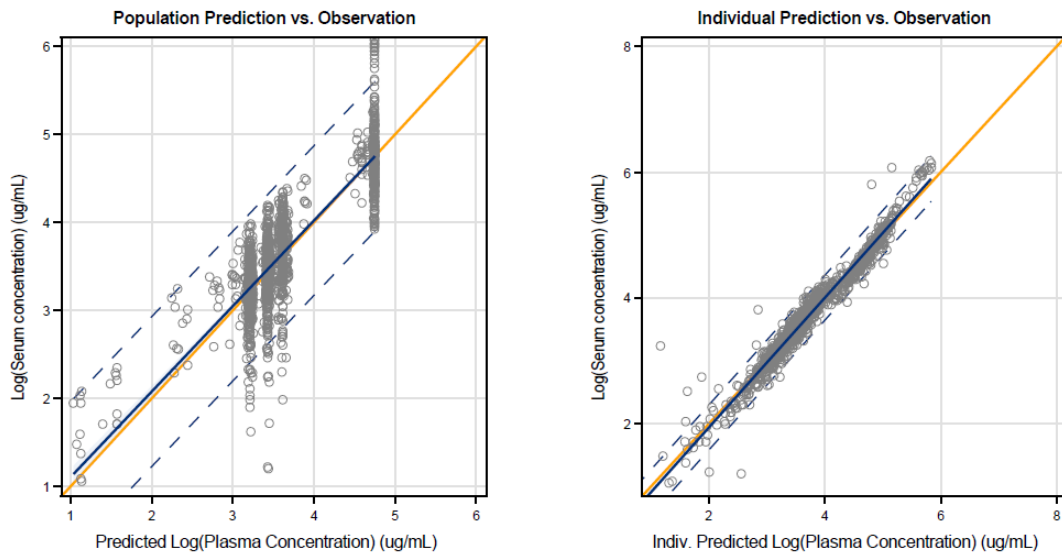 Population Prediction vs. Observation
Log(Serum concentration) (ug/mL)
6
5
4
3
2
1
1 2 3 4 5 6
Predicted Log(Plasma Concentration) (ug/mL)
Individual Prediction vs. Observation
Log(Serum concentration) (ug/mL)
8
6
4
2
2 4 6 8
Indiv. Predicted Log(Plasma Concentration) (ug/mL)